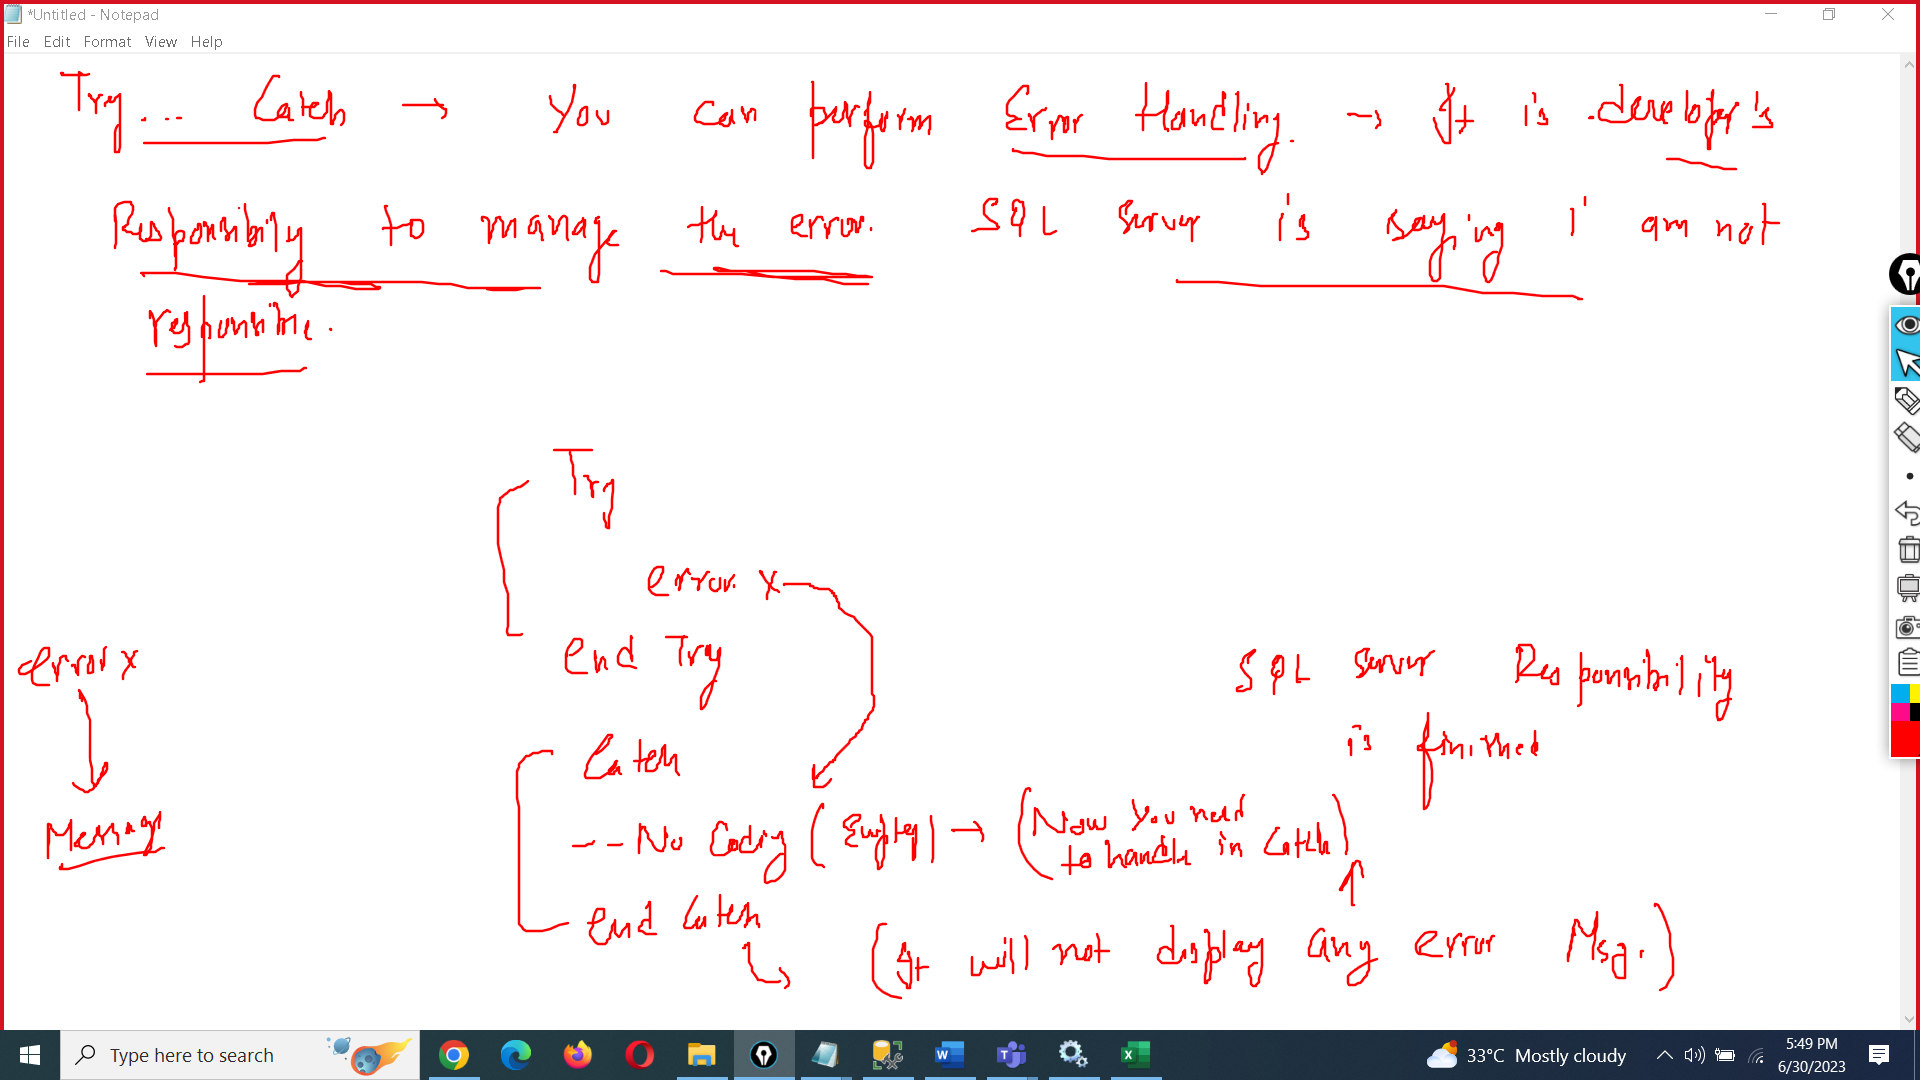 *Untitled - Notepad
File Edit Format View Help
Try ... Catch → You can perform Error Handling. → It is developer's
Responsibility to manage the error. SQL Server is saying I' am not
responsible.
Try
error x
end Try
error x
Message
SQL Server Responsibility
is finished
Catch
-- No Coding (Empty) → (Now you need
to handle in Catch)
end Catch
(It will not display any error Msg.)
Type here to search
33°C Mostly cloudy
5:49 PM
6/30/2023